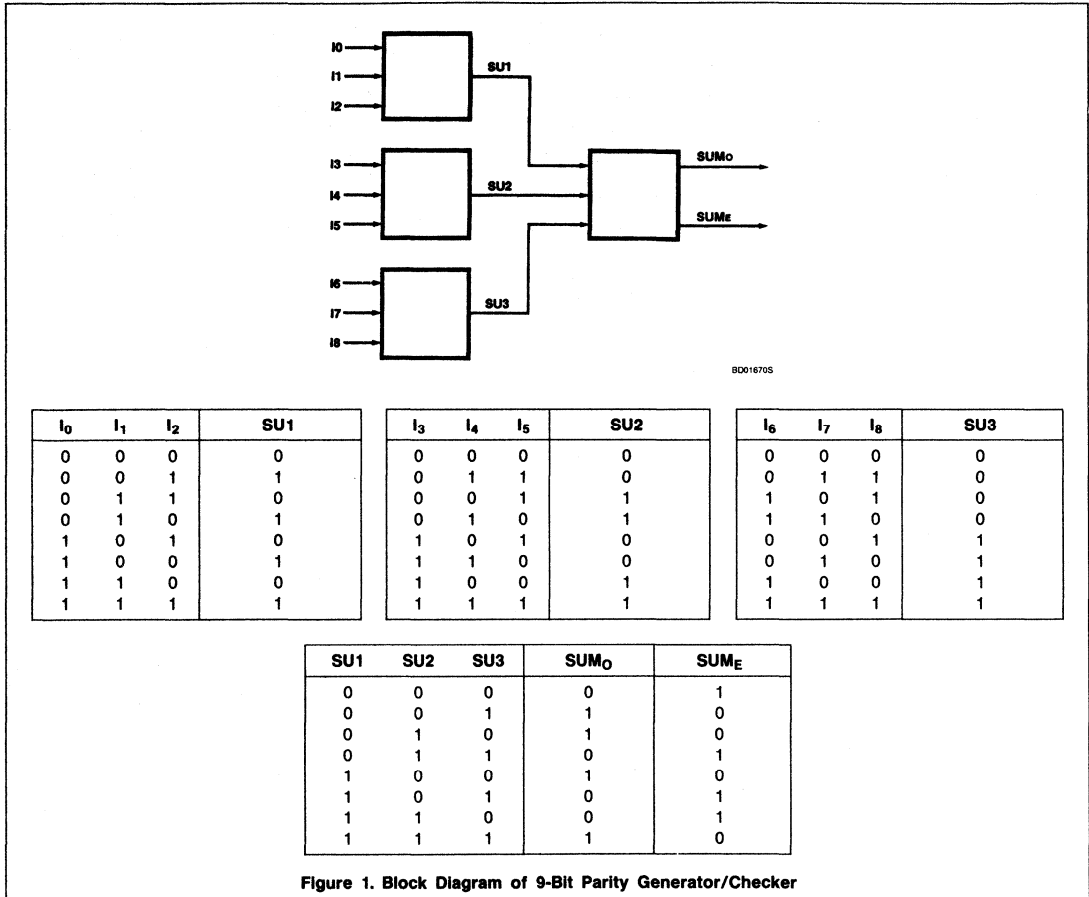 I0
I1
I2
SU1
I3
I4
I5
SU2
I6
I7
I8
SU3
SUMO
SUME
BD01670S
I0 I1 I2 SU1
0 0 0 0
0 0 1 1
0 1 1 0
0 1 0 1
1 0 1 0
1 0 0 1
1 1 0 0
1 1 1 1
I3 I4 I5 SU2
0 0 0 0
0 1 1 0
0 0 1 1
0 1 0 1
1 0 1 0
1 1 0 0
1 0 0 1
1 1 1 1
I6 I7 I8 SU3
0 0 0 0
0 1 1 0
1 0 1 0
1 1 0 0
0 0 1 1
0 1 0 1
1 0 0 1
1 1 1 1
SU1 SU2 SU3 SUMO SUME
0 0 0 0 1
0 0 1 1 0
0 1 0 1 0
0 1 1 0 1
1 0 0 1 0
1 0 1 0 1
1 1 0 0 1
1 1 1 1 0
Figure 1. Block Diagram of 9-Bit Parity Generator/Checker